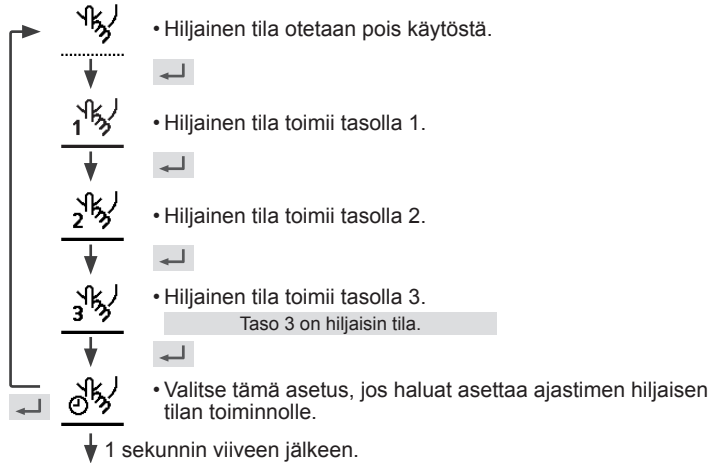 • Hiljainen tila otetaan pois käytöstä.
1
• Hiljainen tila toimii tasolla 1.
2
• Hiljainen tila toimii tasolla 2.
3
• Hiljainen tila toimii tasolla 3.
Taso 3 on hiljaisin tila.
• Valitse tämä asetus, jos haluat asettaa ajastimen hiljaisen
tilan toiminnolle.
1 sekunnin viiveen jälkeen.